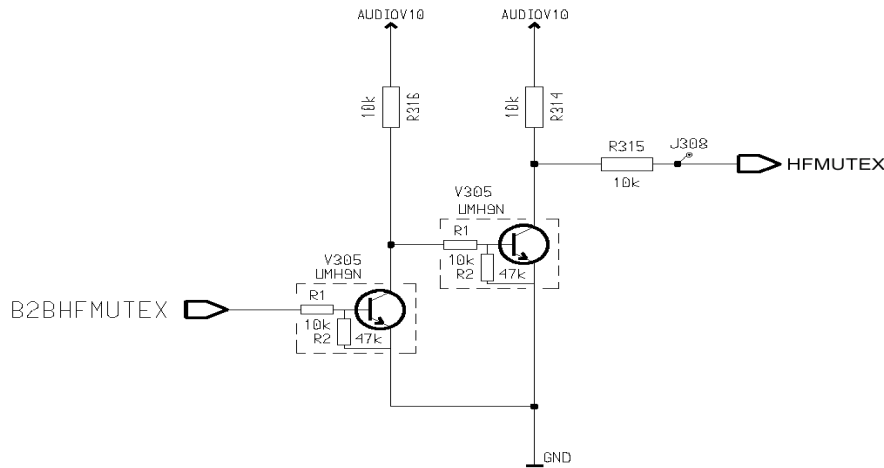 AUDIOV10
AUDIOV10
10k
R316
10k
R314
R315
J308
HFMUTEX
10k
V305
UMH9N
R1
10k
R2
47k
V305
UMH9N
B2BHFMUTEX
R1
10k
R2
47k
GND